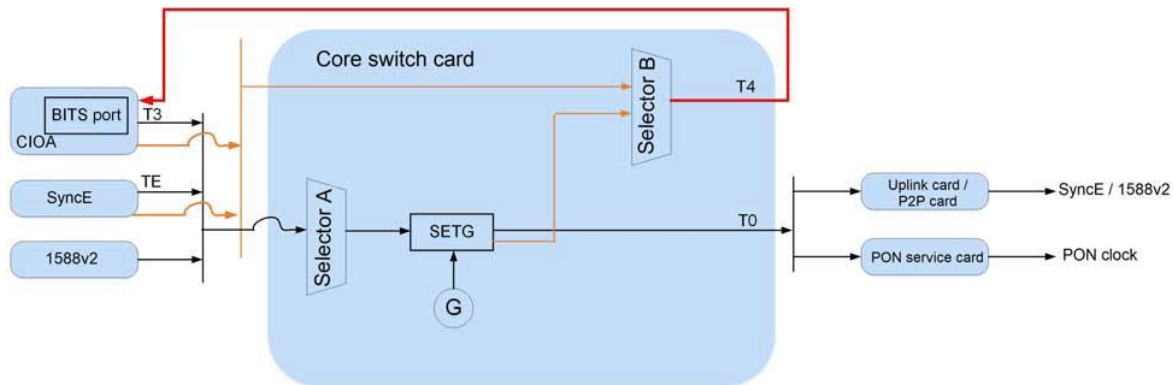 Core switch card
Selector B
T4
BITS port
T3
CIOA
SyncE
TE
1588v2
Selector A
SETG
G
T0
Uplink card /
P2P card
SyncE / 1588v2
PON service card
PON clock